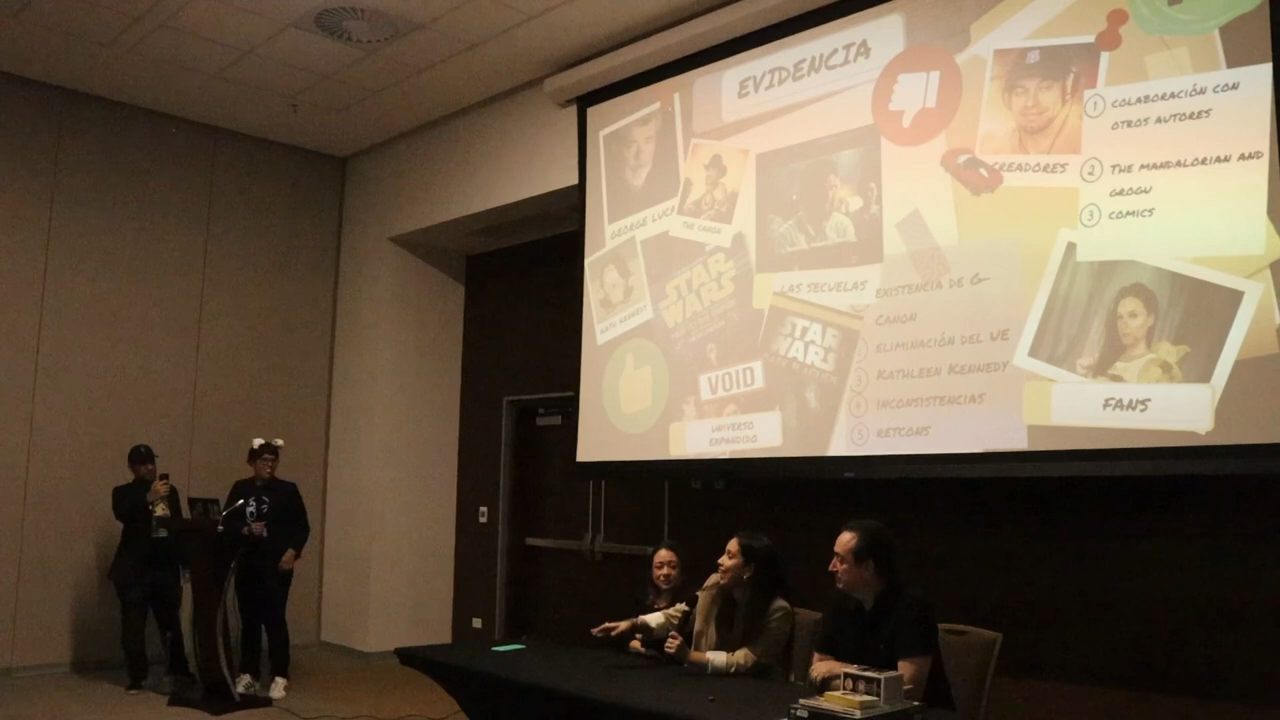 EVIDENCIA
GEORGE LUCA
THE CANON
KATH KENNEDY
STAR
WARS
LAS SECUELAS
STAR
WARS
VOID
UNIVERSO
EXPANDIDO
EXISTENCIA DE G-
CANON
ELIMINACIÓN DEL UE
3 KATHLEEN KENNEDY
4 INCONSISTENCIAS
5 RETCONS
CREADORES
1 COLABORACIÓN CON
OTROS AUTORES
2 THE MANDALORIAN AND
GROGU
3 COMICS
FANS